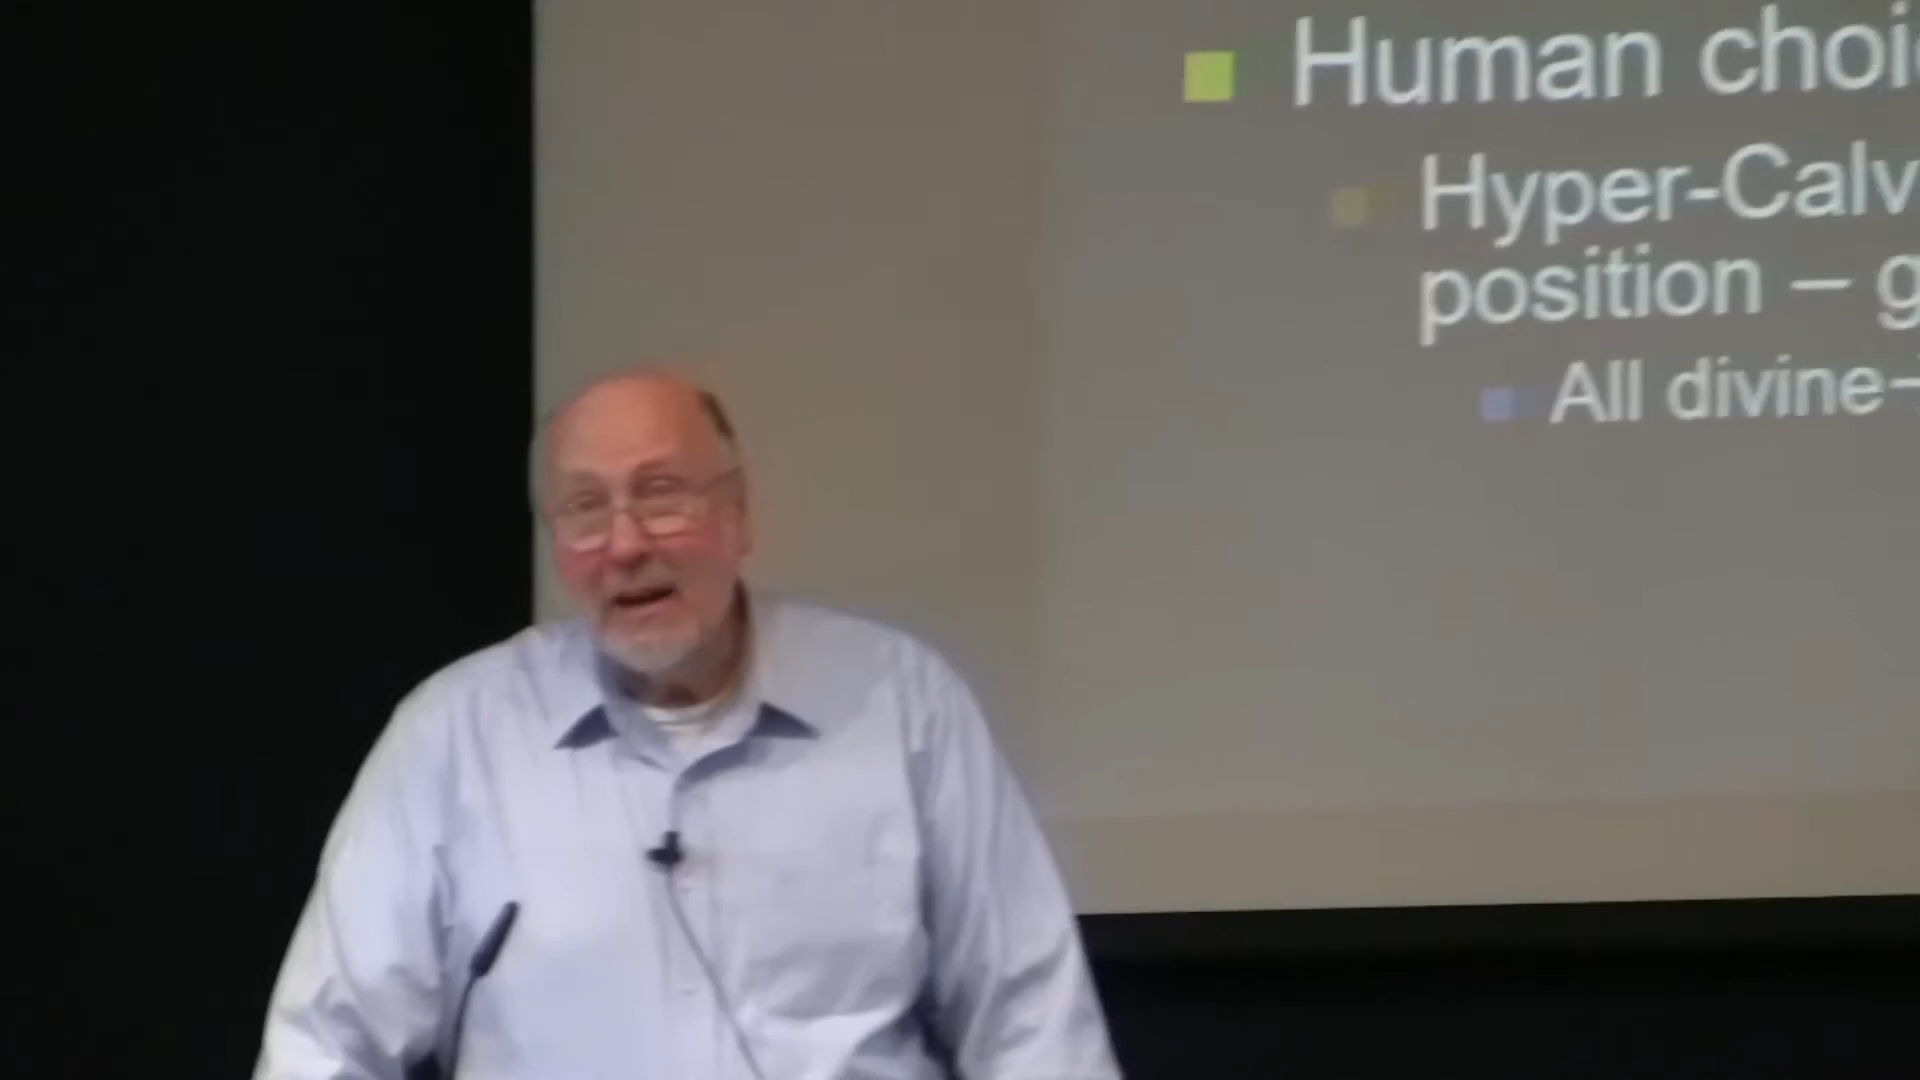 Human choi
Hyper-Calv
position – g
All divine–